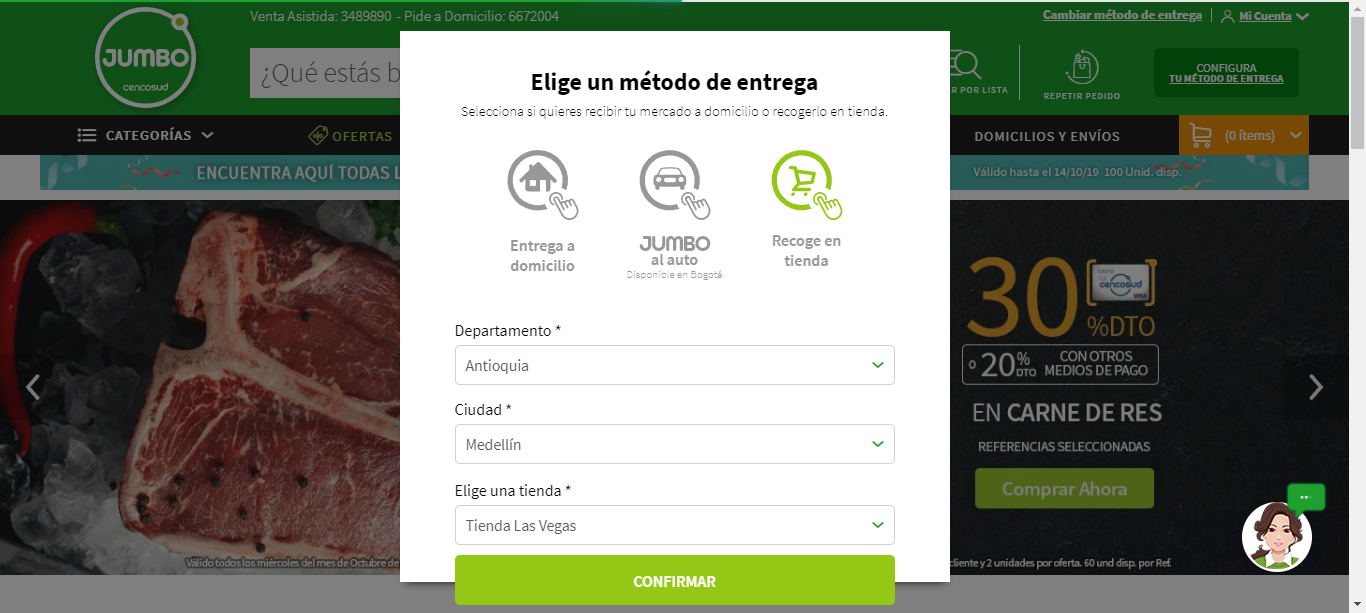 Venta Asistida: 3489890 - Pide a Domicilio: 6672004
Cambiar método de entrega
Mi Cuenta
JUMBO
cencosud
¿Qué estás b
R POR LISTA
REPETIR PEDIDO
CONFIGURA
TU MÉTODO DE ENTREGA
CATEGORÍAS
OFERTAS
DOMICILIOS Y ENVÍOS
(0 ítems)
ENCUENTRA AQUÍ TODAS L
Válido hasta el 14/10/19 100 Unid. disp.
Elige un método de entrega
Selecciona si quieres recibir tu mercado a domicilio o recogerlo en tienda.
Entrega a
domicilio
JUMBO
al auto
Disponible en Bogotá
Recoge en
tienda
Departamento *
Antioquia
Ciudad *
Medellín
Elige una tienda *
Tienda Las Vegas
CONFIRMAR
30
%DTO
cencosud
VISA
o 20% DTO
CON OTROS
MEDIOS DE PAGO
EN CARNE DE RES
REFERENCIAS SELECCIONADAS
Comprar Ahora
Válido todos los miércoles del mes de Octubre de
cliente y 2 unidades por oferta. 60 und disp. por Ref.